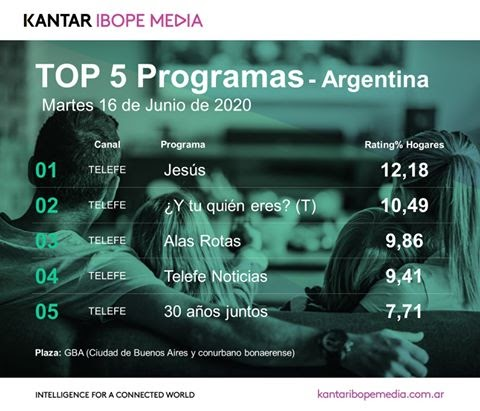 KANTAR IBOPE MEDIA
TOP 5 Programas - Argentina
Martes 16 de Junio de 2020
Canal Programa Rating% Hogares
01 TELEFE Jesús 12,18
02 TELEFE ¿Y tu quién eres? (T) 10,49
03 TELEFE Alas Rotas 9,86
04 TELEFE Telefe Noticias 9,41
05 TELEFE 30 años juntos 7,71
Plaza: GBA (Ciudad de Buenos Aires y conurbano bonaerense)
INTELLIGENCE FOR A CONNECTED WORLD kantaribopemedia.com.ar